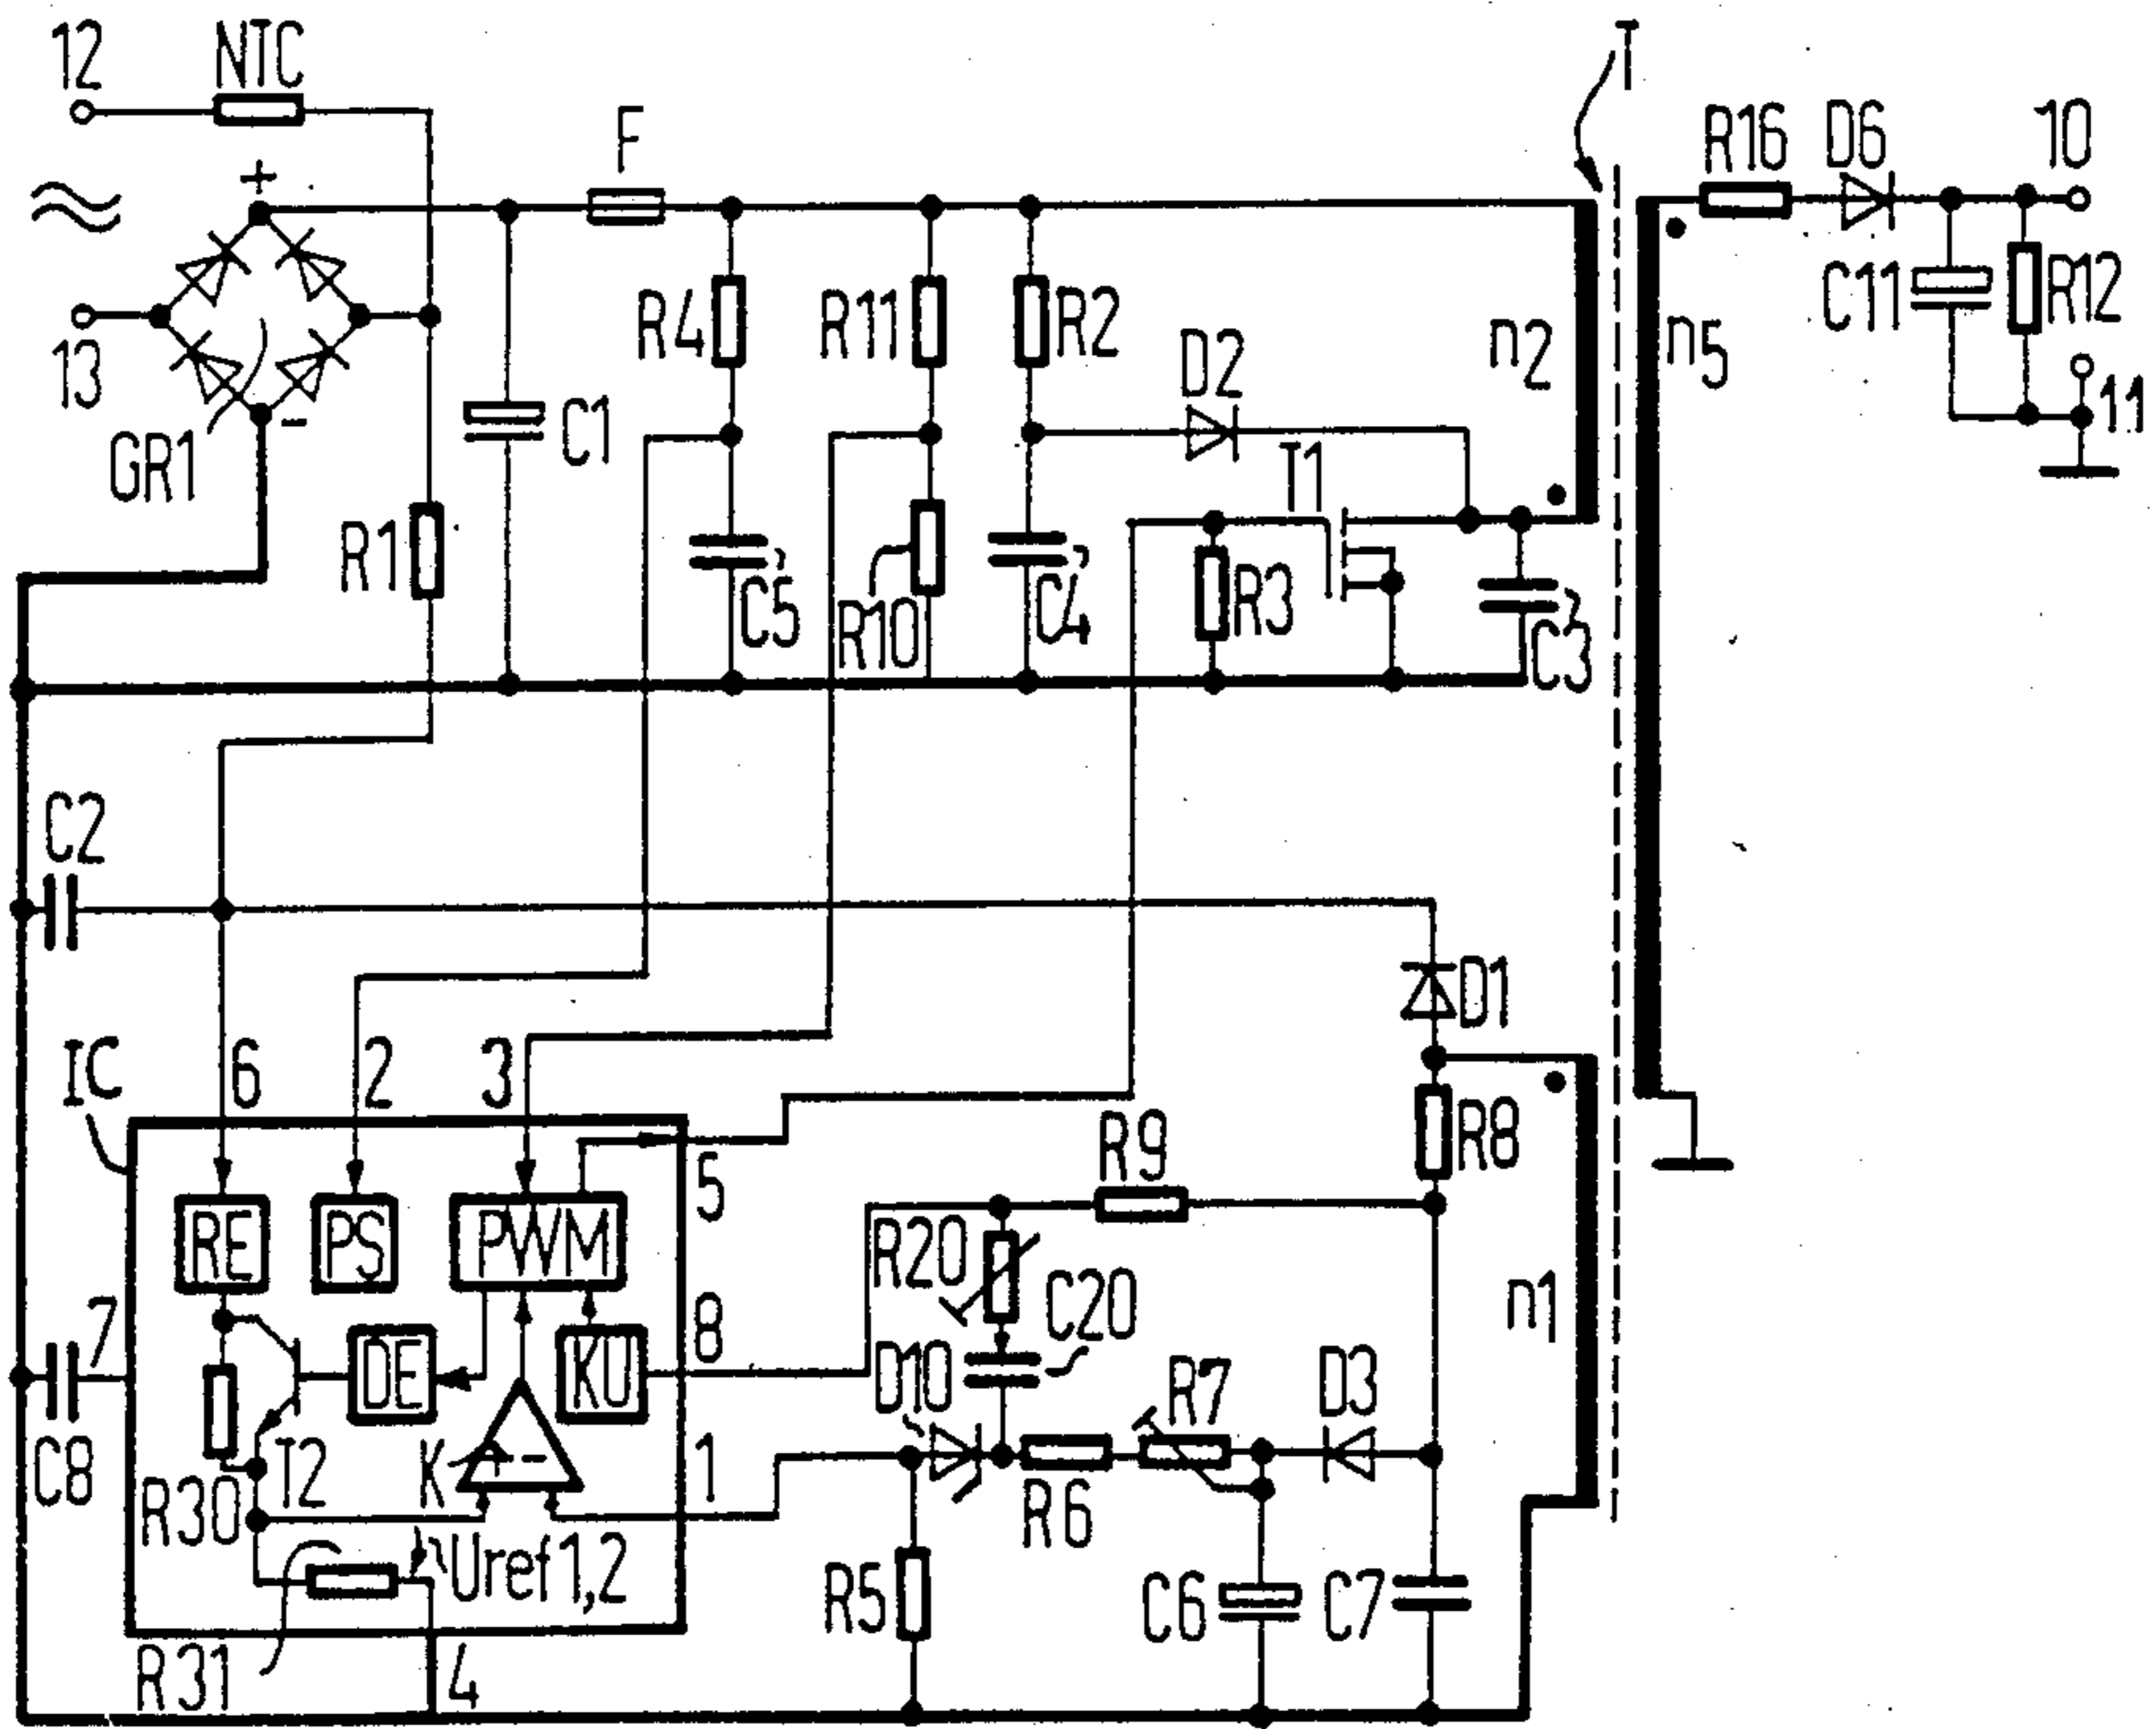 12 NTC T
F R16 D6 10
+
R4 R11 R2 D2 n2 n5 C11 R12
13 11
GR1 - C1 T1
R1 C5 R10 C4 R3 C3
C2
D1
IC 6 2 3
R9 R8
5
RE PS PWM R20 C20 n1
7 8
DE KU D10 R7 D3
C8 R30 T2 K + - 1
R6
Uref1,2 R5 C6 C7
R31 4